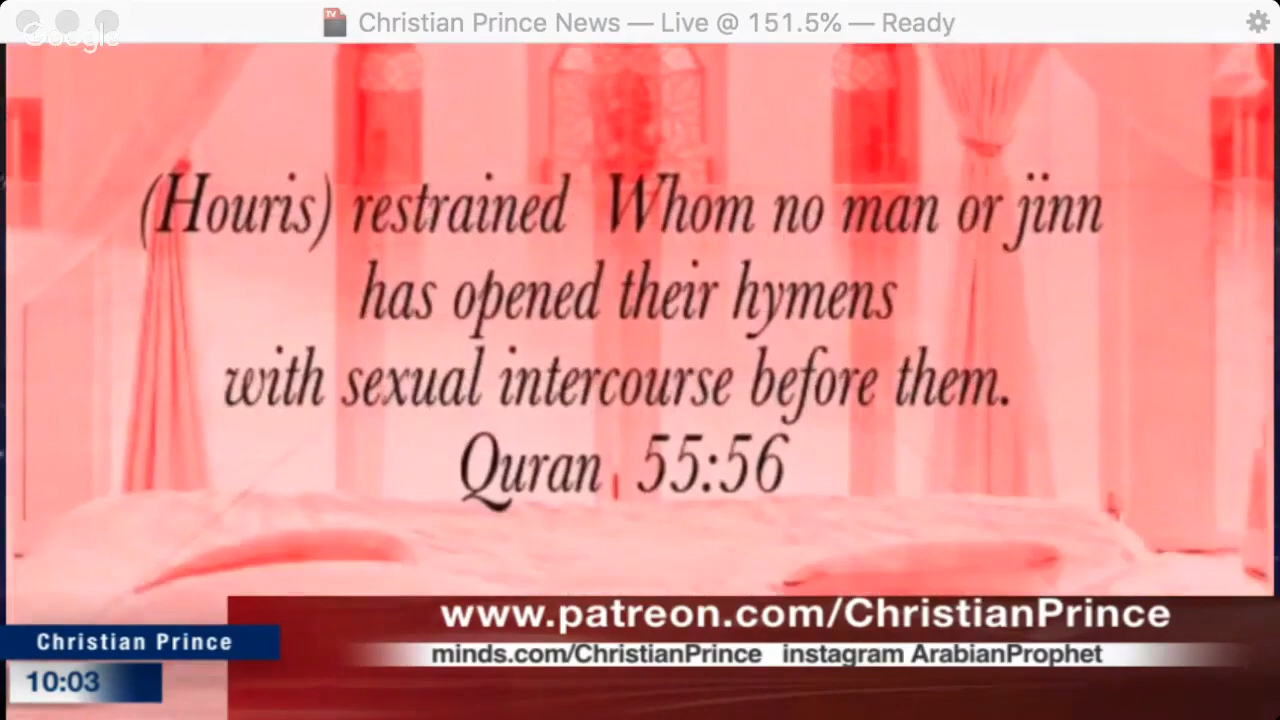 Christian Prince News — Live @ 151.5% — Ready
Google
(Houris) restrained Whom no man or jinn
has opened their hymens
with sexual intercourse before them.
Quran 55:56
www.patreon.com/ChristianPrince
Christian Prince
minds.com/ChristianPrince instagram ArabianProphet
10:03
TV